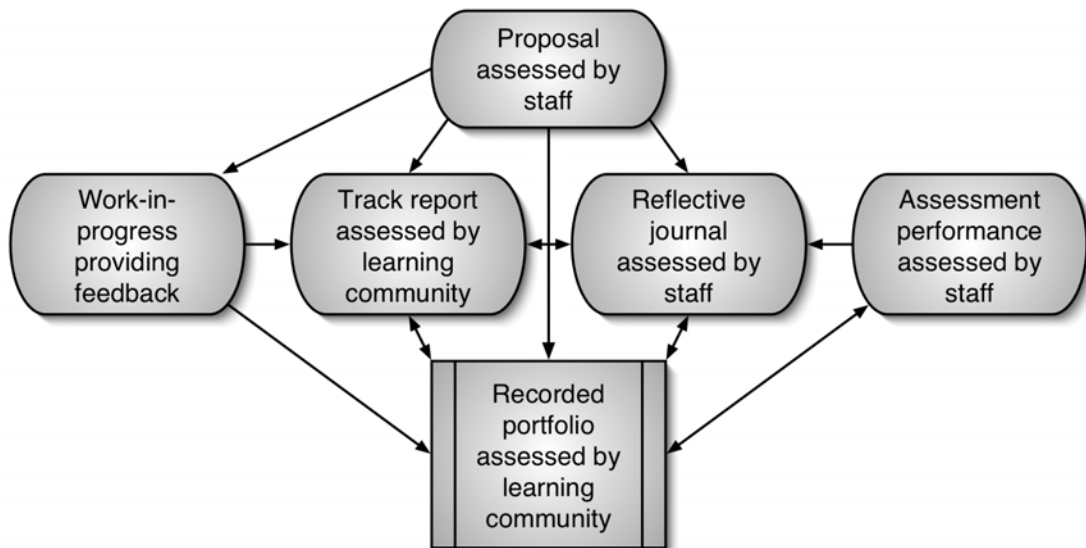 Proposal
assessed by
staff
Work-in-
progress
providing
feedback
Track report
assessed by
learning
community
Reflective
journal
assessed by
staff
Assessment
performance
assessed by
staff
Recorded
portfolio
assessed by
learning
community